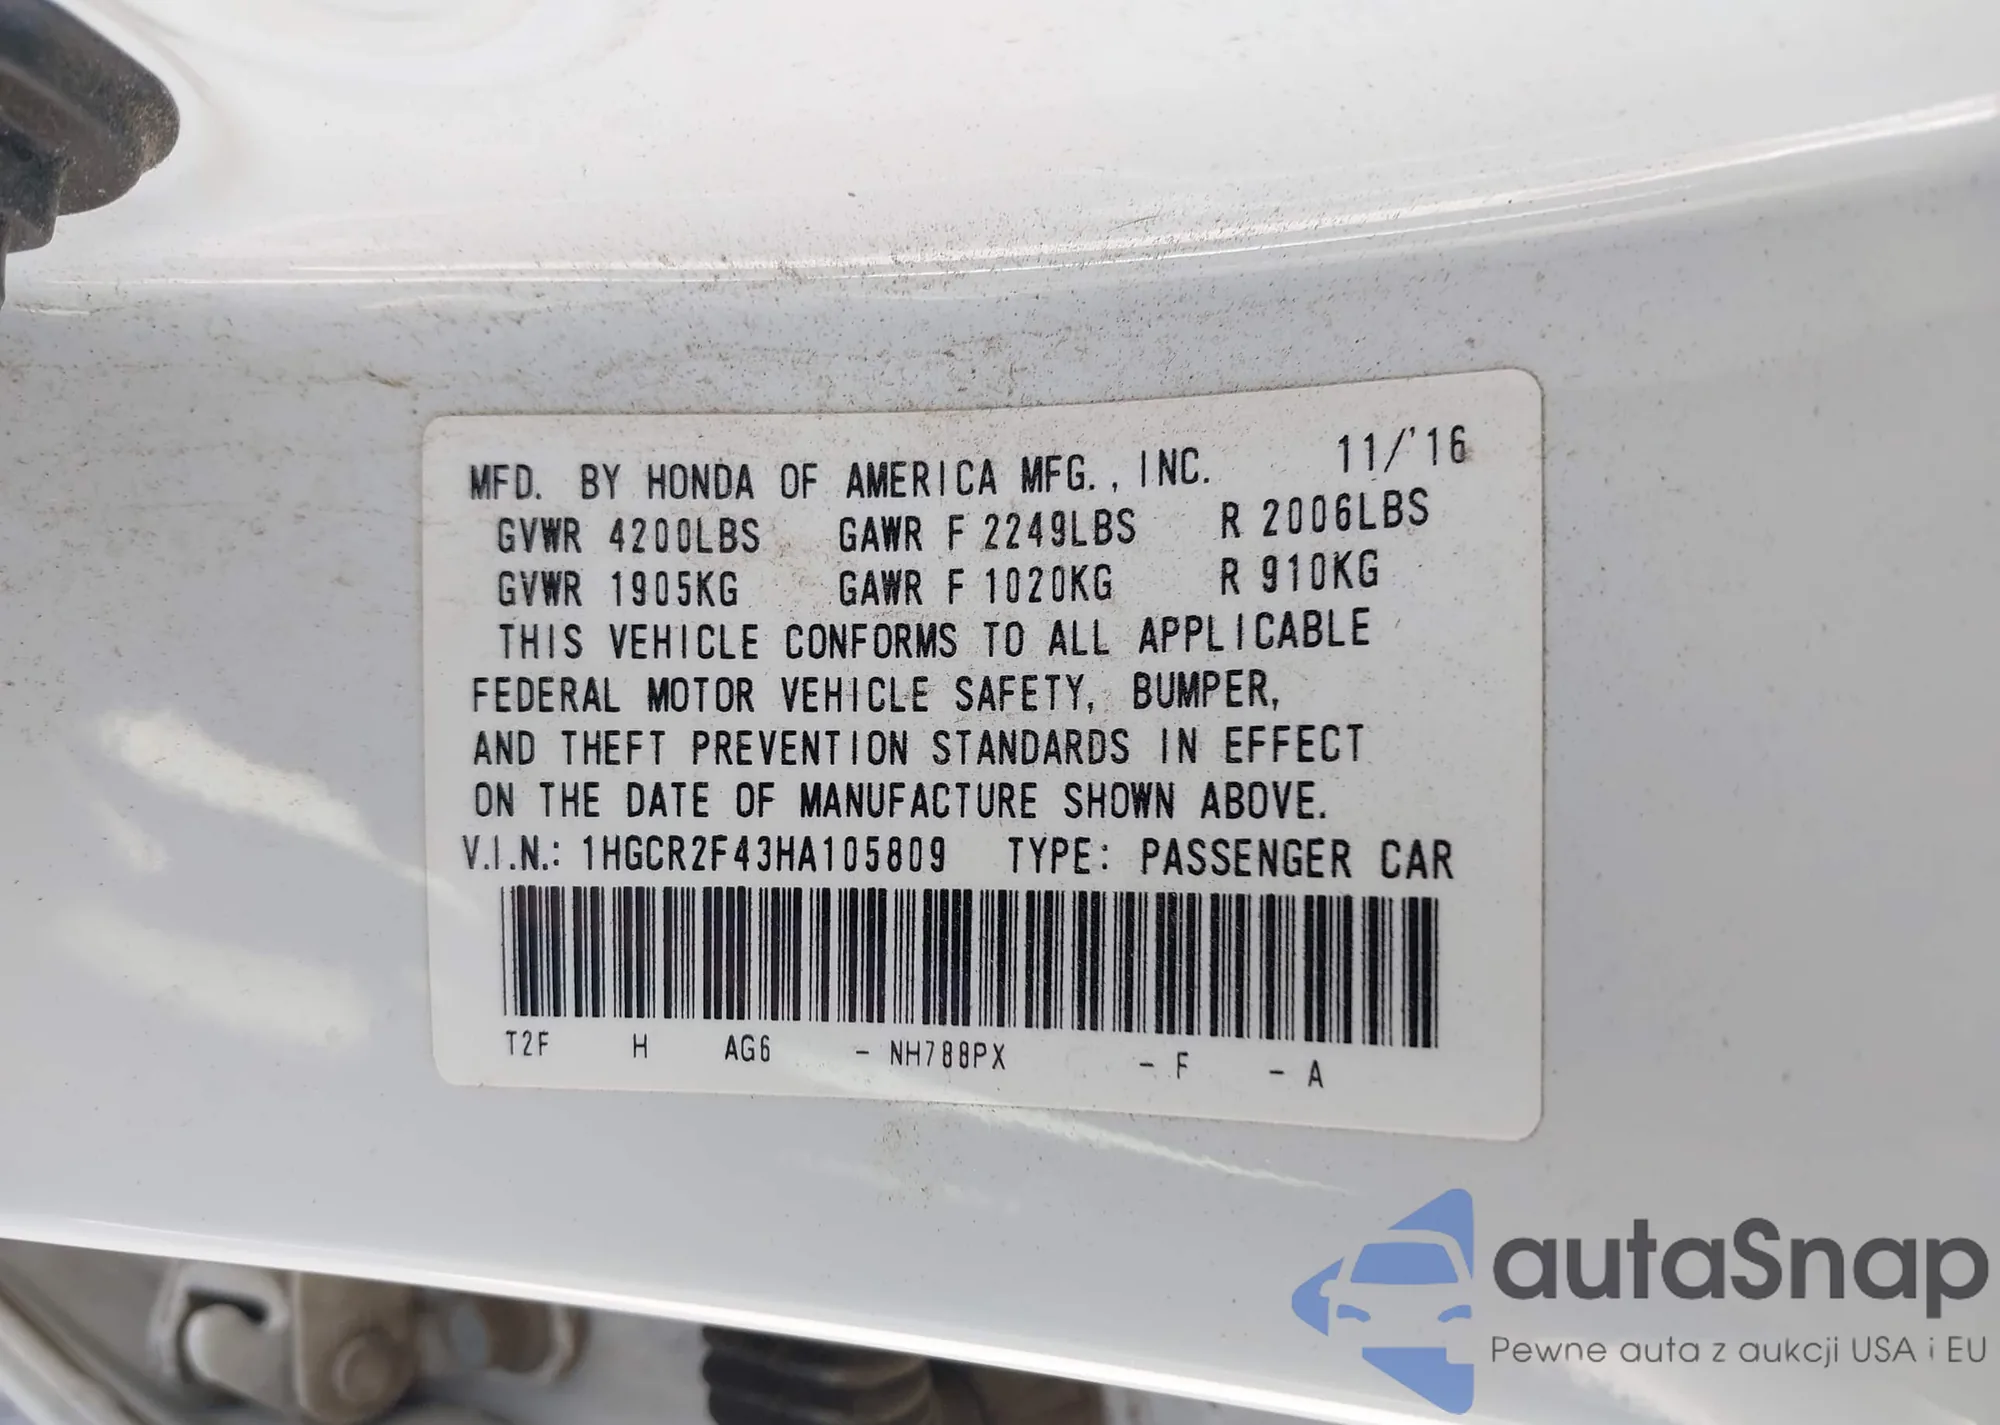 MFD. BY HONDA OF AMERICA MFG., INC. 11/'16
GVWR 4200LBS GAWR F 2249LBS R 2006LBS
GVWR 1905KG GAWR F 1020KG R 910KG
THIS VEHICLE CONFORMS TO ALL APPLICABLE
FEDERAL MOTOR VEHICLE SAFETY, BUMPER,
AND THEFT PREVENTION STANDARDS IN EFFECT
ON THE DATE OF MANUFACTURE SHOWN ABOVE.
V.I.N.: 1HGCR2F43HA105809 TYPE: PASSENGER CAR
T2F H AG6 - NH788PX - F - A
autaSnap
Pewne auta z aukcji USA i EU